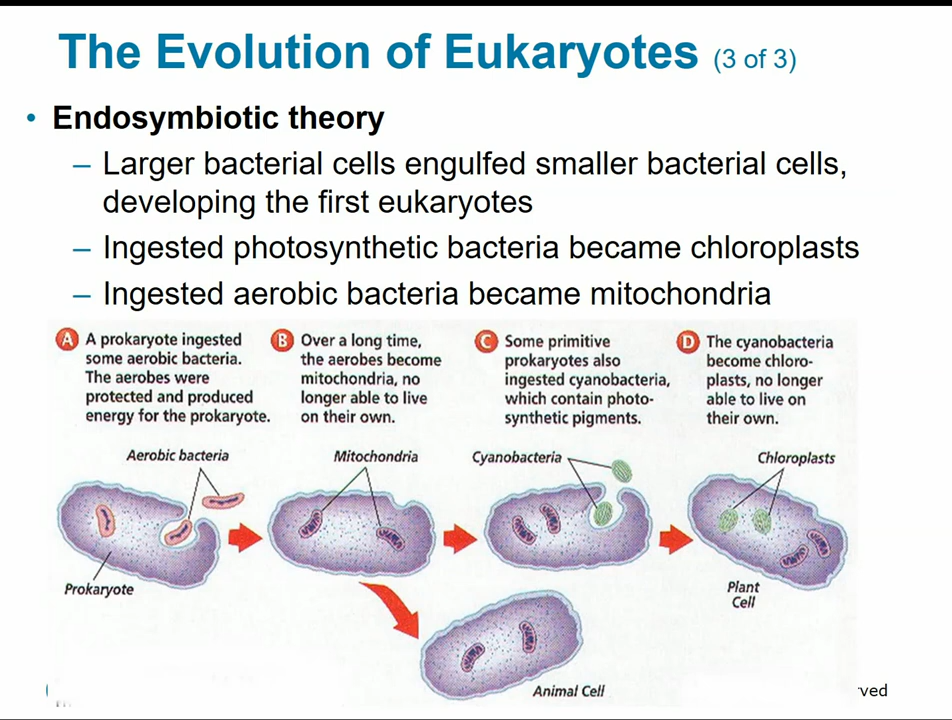 The Evolution of Eukaryotes (3 of 3)
• Endosymbiotic theory
– Larger bacterial cells engulfed smaller bacterial cells,
developing the first eukaryotes
– Ingested photosynthetic bacteria became chloroplasts
– Ingested aerobic bacteria became mitochondria
A A prokaryote ingested
some aerobic bacteria.
The aerobes were
protected and produced
energy for the prokaryote.
B Over a long time,
the aerobes become
mitochondria, no
longer able to live
on their own.
C Some primitive
prokaryotes also
ingested cyanobacteria,
which contain photo-
synthetic pigments.
D The cyanobacteria
become chloro-
plasts, no longer
able to live on
their own.
Aerobic bacteria
Mitochondria
Cyanobacteria
Chloroplasts
Prokaryote
Plant
Cell
Animal Cell
rved